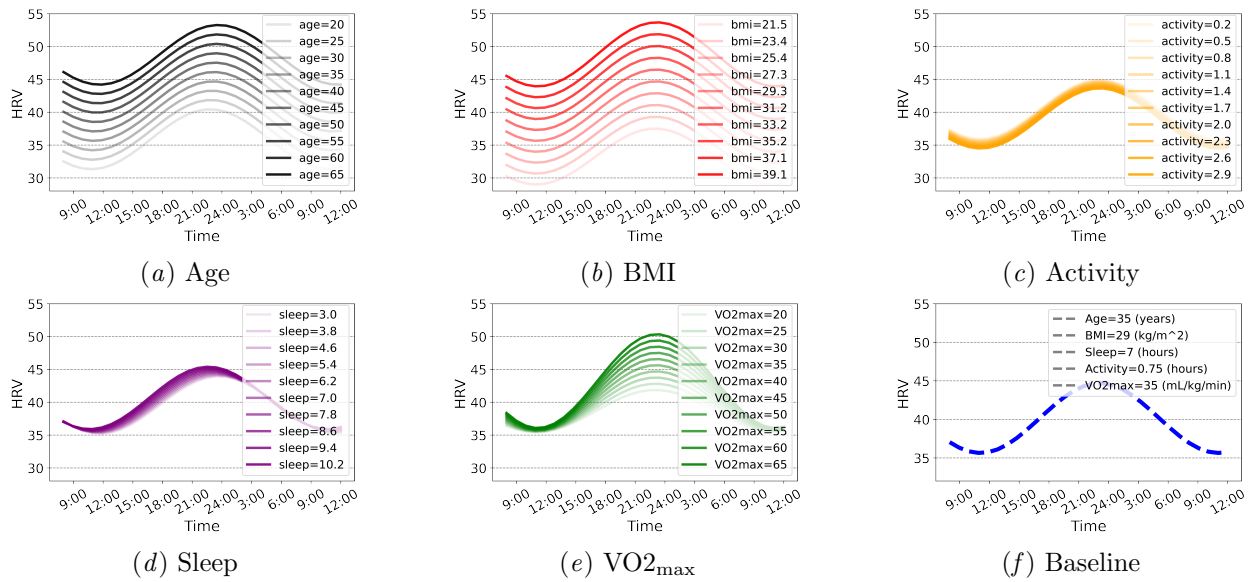 55
50
45
40
35
30
HRV
age=20
age=25
age=30
age=35
age=40
age=45
age=50
age=55
age=60
age=65
9:00 12:00 15:00 18:00 21:00 24:00 3:00 6:00 9:00 12:00
Time
(a) Age
55
50
45
40
35
30
HRV
bmi=21.5
bmi=23.4
bmi=25.4
bmi=27.3
bmi=29.3
bmi=31.2
bmi=33.2
bmi=35.2
bmi=37.1
bmi=39.1
9:00 12:00 15:00 18:00 21:00 24:00 3:00 6:00 9:00 12:00
Time
(b) BMI
55
50
45
40
35
30
HRV
activity=0.2
activity=0.5
activity=0.8
activity=1.1
activity=1.4
activity=1.7
activity=2.0
activity=2.3
activity=2.6
activity=2.9
9:00 12:00 15:00 18:00 21:00 24:00 3:00 6:00 9:00 12:00
Time
(c) Activity
55
50
45
40
35
30
HRV
sleep=3.0
sleep=3.8
sleep=4.6
sleep=5.4
sleep=6.2
sleep=7.0
sleep=7.8
sleep=8.6
sleep=9.4
sleep=10.2
9:00 12:00 15:00 18:00 21:00 24:00 3:00 6:00 9:00 12:00
Time
(d) Sleep
55
50
45
40
35
30
HRV
VO2max=20
VO2max=25
VO2max=30
VO2max=35
VO2max=40
VO2max=45
VO2max=50
VO2max=55
VO2max=60
VO2max=65
9:00 12:00 15:00 18:00 21:00 24:00 3:00 6:00 9:00 12:00
Time
(e) VO2max
55
50
45
40
35
HRV
Age=35 (years)
BMI=29 (kg/m^2)
Sleep=7 (hours)
Activity=0.75 (hours)
VO2max=35 (mL/kg/min)
9:00 12:00 15:00 18:00 21:00 24:00 3:00 6:00 9:00 12:00
Time
(f) Baseline